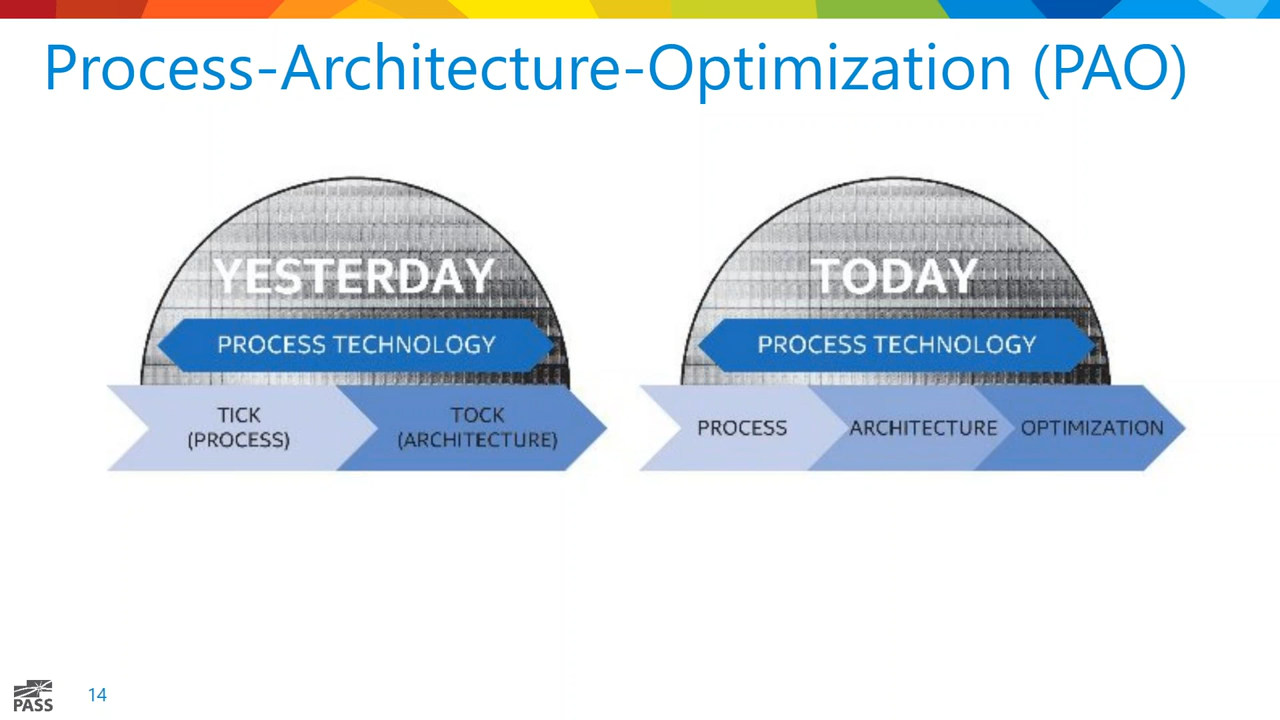 Process-Architecture-Optimization (PAO)
YESTERDAY
PROCESS TECHNOLOGY
TICK
(PROCESS)
TOCK
(ARCHITECTURE)
TODAY
PROCESS TECHNOLOGY
PROCESS
ARCHITECTURE
OPTIMIZATION
PASS
14